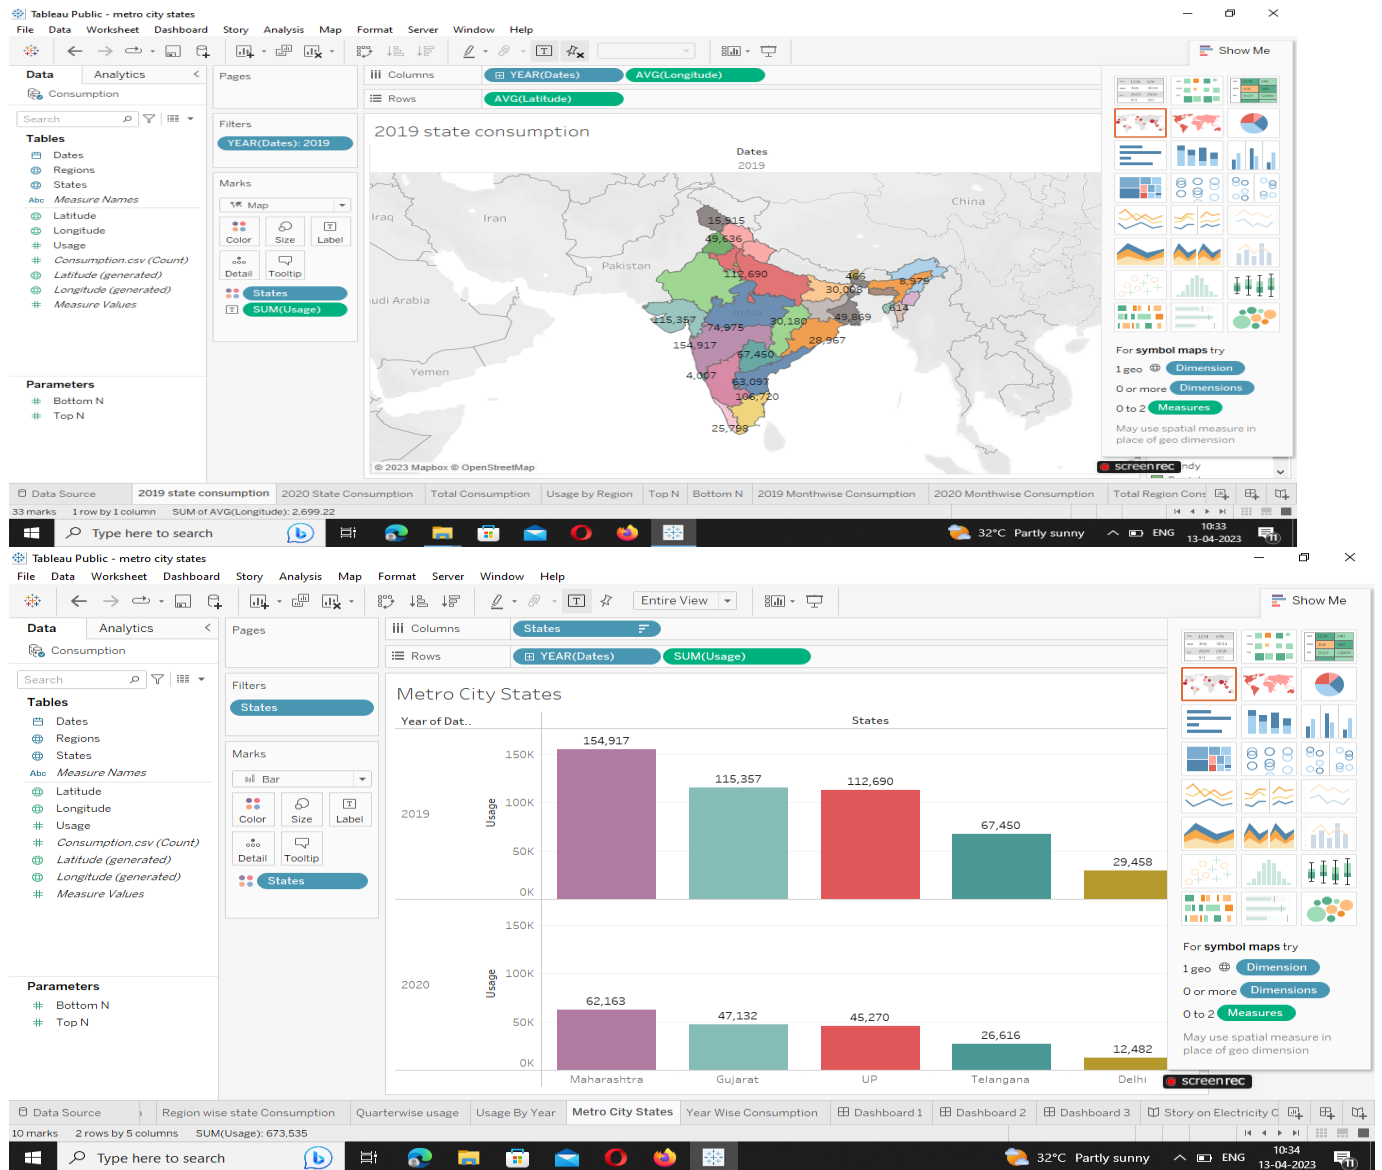 Tableau Public - metro city states
File Data Worksheet Dashboard Story Analysis Map Format Server Window Help
Show Me
Data Analytics
Consumption
Search
Tables
Dates
Regions
States
Abc Measure Names
Latitude
Longitude
Usage
Consumption.csv (Count)
Latitude (generated)
Longitude (generated)
Measure Values
Parameters
Bottom N
Top N
Pages
Filters
YEAR(Dates): 2019
Marks
Map
Color Size Label
Detail Tooltip
States
SUM(Usage)
Columns YEAR(Dates) AVG(Longitude)
Rows AVG(Latitude)
2019 state consumption
Dates
2019
Iran
China
Pakistan
India
Yemen
15,915
49,636
112,690
466
8,979
30,008
115,357
30,180
49,869
614
74,975
154,917
28,967
67,450
4,007
63,097
106,720
25,798
© 2023 Mapbox © OpenStreetMap
For symbol maps try
1 geo Dimension
0 or more Dimensions
0 to 2 Measures
May use spatial measure in
place of geo dimension
screenrec
Data Source 2019 state consumption 2020 State Consumption Total Consumption Usage by Region Top N Bottom N 2019 Monthwise Consumption 2020 Monthwise Consumption Total Region Cons
33 marks 1 row by 1 column SUM of AVG(Longitude): 2,699.22
Type here to search
32°C Partly sunny ENG
10:33
13-04-2023
Tableau Public - metro city states
File Data Worksheet Dashboard Story Analysis Map Format Server Window Help
Entire View
Show Me
Data Analytics
Consumption
Search
Tables
Dates
Regions
States
Abc Measure Names
Latitude
Longitude
Usage
Consumption.csv (Count)
Latitude (generated)
Longitude (generated)
Measure Values
Parameters
Bottom N
Top N
Pages
Filters
States
Marks
Bar
Color Size Label
Detail Tooltip
States
Columns States
Rows YEAR(Dates) SUM(Usage)
Metro City States
Year of Dat.. States
2019
Usage
150K
100K
50K
0K
154,917
115,357
112,690
67,450
29,458
2020
Usage
150K
100K
50K
0K
62,163
47,132
45,270
26,616
12,482
Maharashtra Gujarat UP Telangana Delhi
For symbol maps try
1 geo Dimension
0 or more Dimensions
0 to 2 Measures
May use spatial measure in
place of geo dimension
screenrec
Data Source Region wise state Consumption Quarterwise usage Usage By Year Metro City States Year Wise Consumption Dashboard 1 Dashboard 2 Dashboard 3 Story on Electricity C
10 marks 2 rows by 5 columns SUM(Usage): 673,535
Type here to search
32°C Partly sunny ENG
10:34
13-04-2023